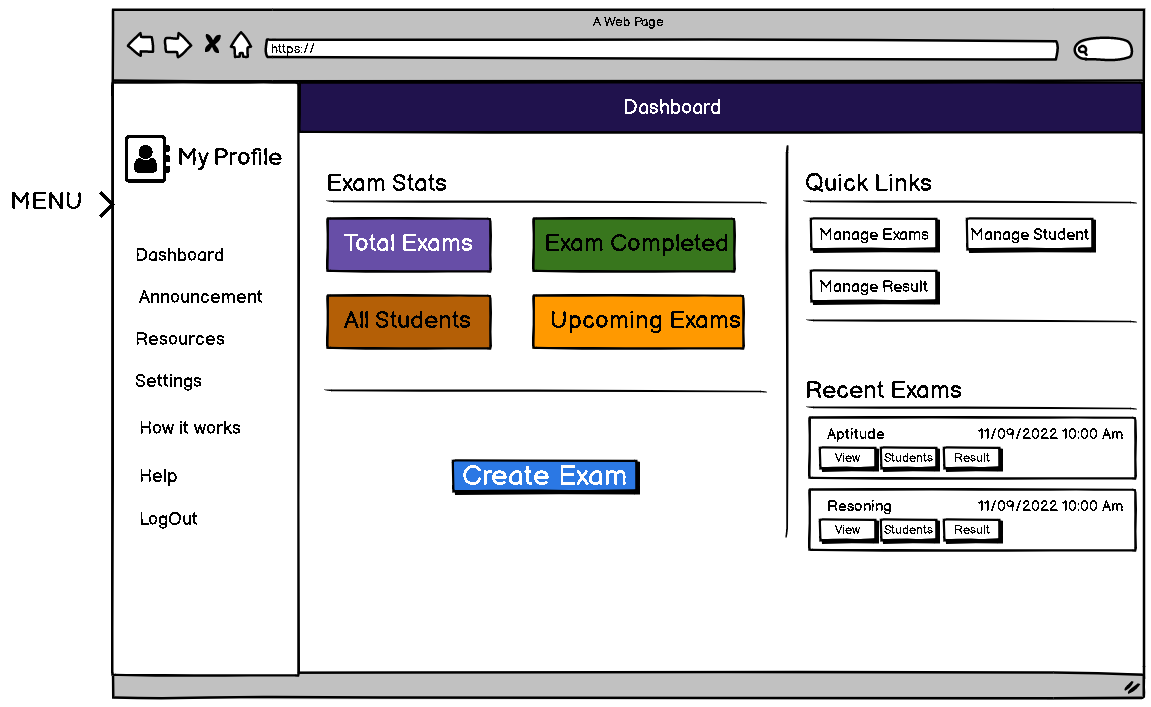 A Web Page
https://
Dashboard
MENU
My Profile
Dashboard
Announcement
Resources
Settings
How it works
Help
LogOut
Exam Stats
Total Exams
Exam Completed
All Students
Upcoming Exams
Create Exam
Quick Links
Manage Exams
Manage Student
Manage Result
Recent Exams
Aptitude 11/09/2022 10:00 Am
View Students Result
Resoning 11/09/2022 10:00 Am
View Students Result